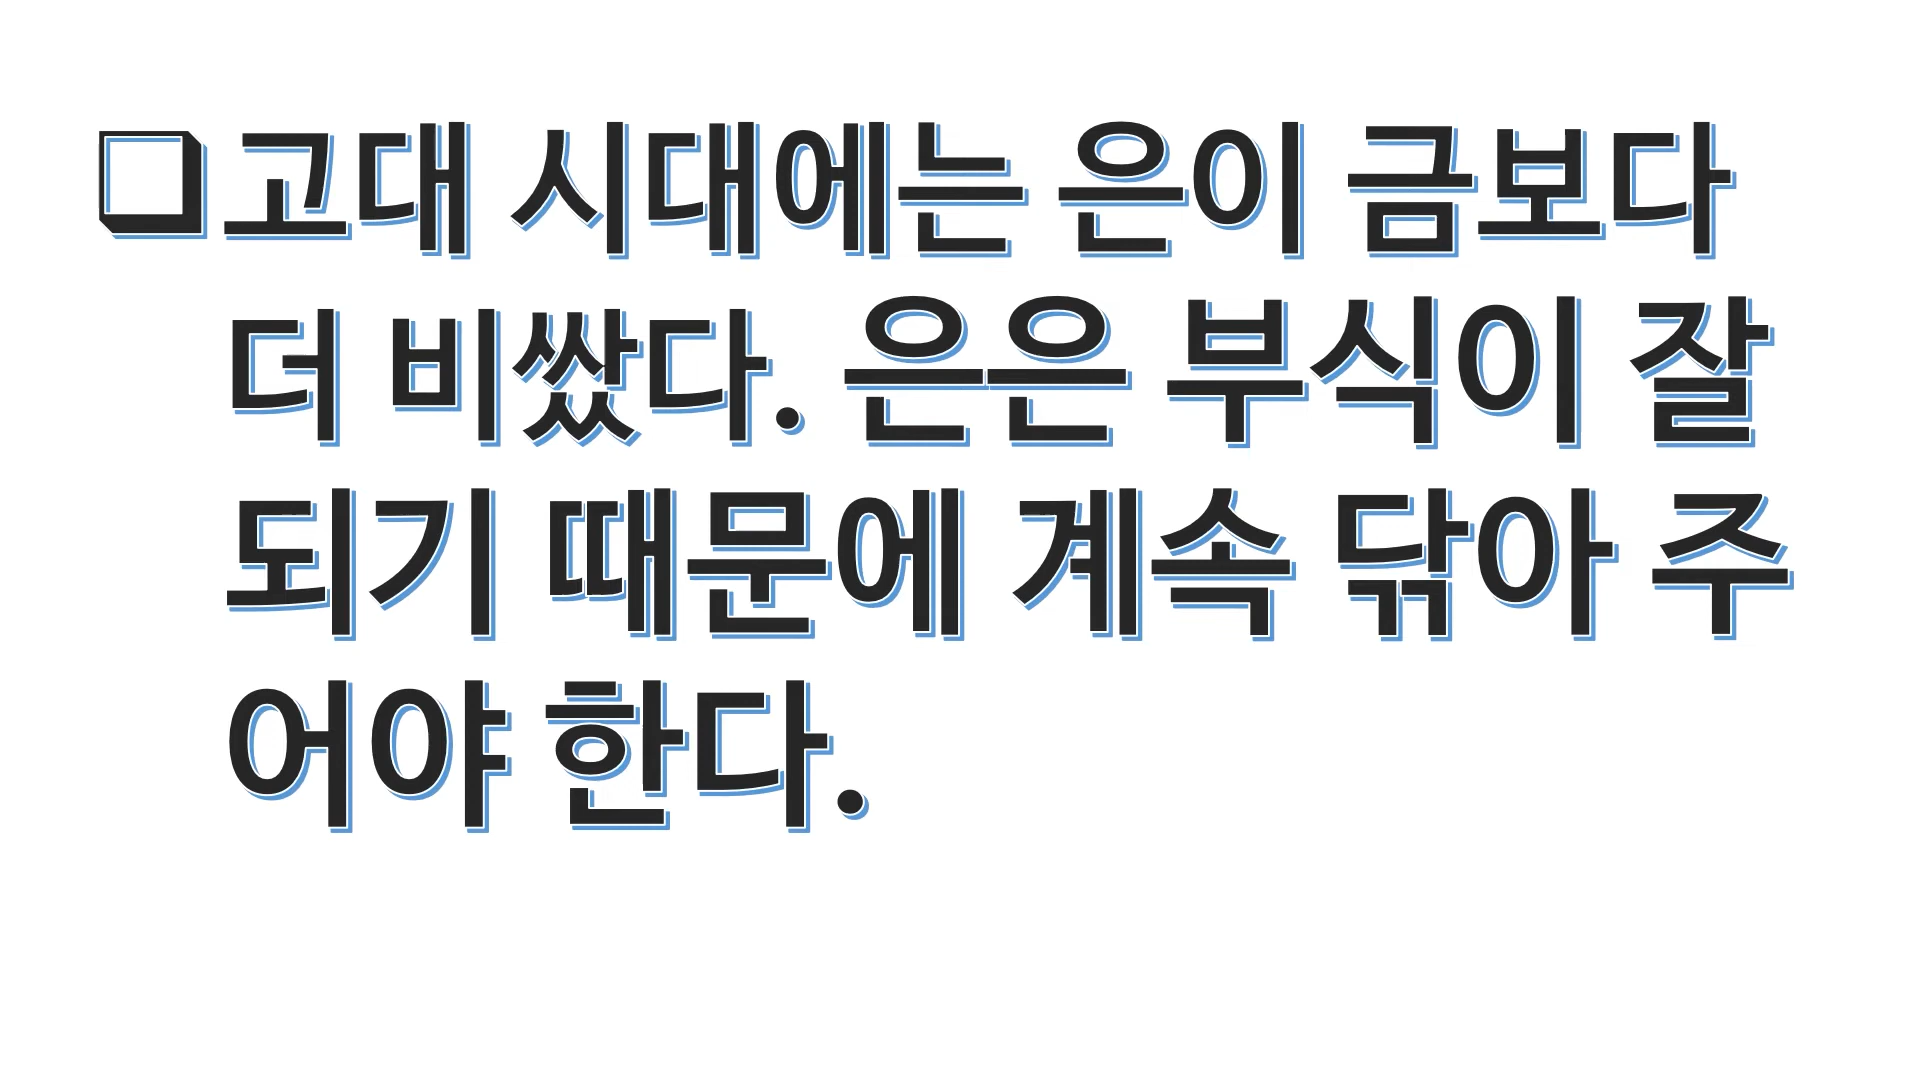 ❑고대 시대에는 은이 금보다
더 비쌌다. 은은 부식이 잘
되기 때문에 계속 닦아 주
어야 한다.